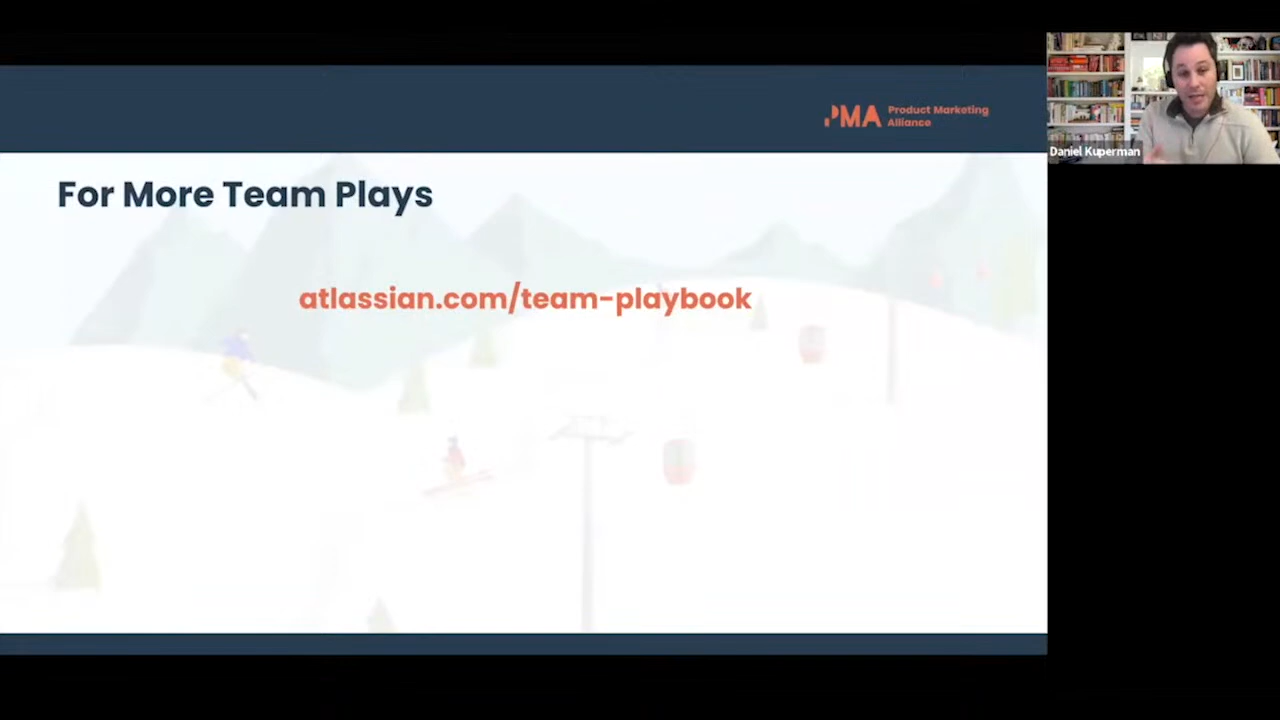 PMA Product Marketing
Alliance
Daniel Kuperman
For More Team Plays
atlassian.com/team-playbook